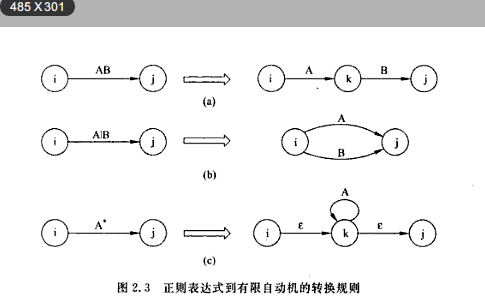 485 X 301
i AB j i A k B j
(a)
i A|B j i A B j
(b)
i A* j i ε k A ε j
(c)
图 2.3 正则表达式到有限自动机的转换规则